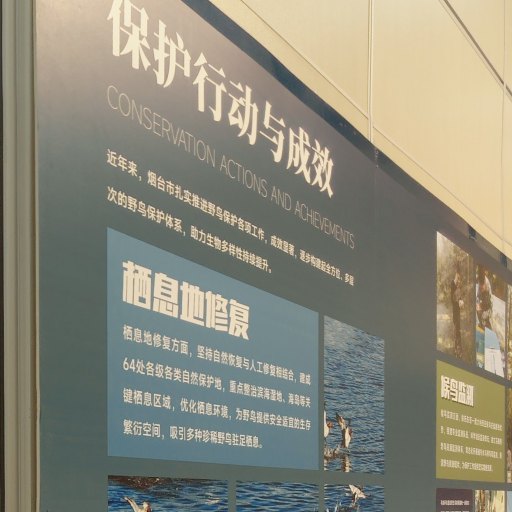 保护行动与成效
CONSERVATION ACTIONS AND ACHIEVEMENTS
近年来，烟台市扎实推进野鸟保护各项工作，成效显著，逐步构建起全方位、多层
次的野鸟保护体系，助力生物多样性持续提升。
栖息地修复
栖息地修复方面，坚持自然恢复与人工修复相结合，建成
64处各级各类自然保护地，重点整治滨海湿地、海岛等关
键栖息区域，优化栖息环境，为野鸟提供安全适宜的生存
繁衍空间，吸引多种珍稀野鸟驻足栖息。
候鸟监测